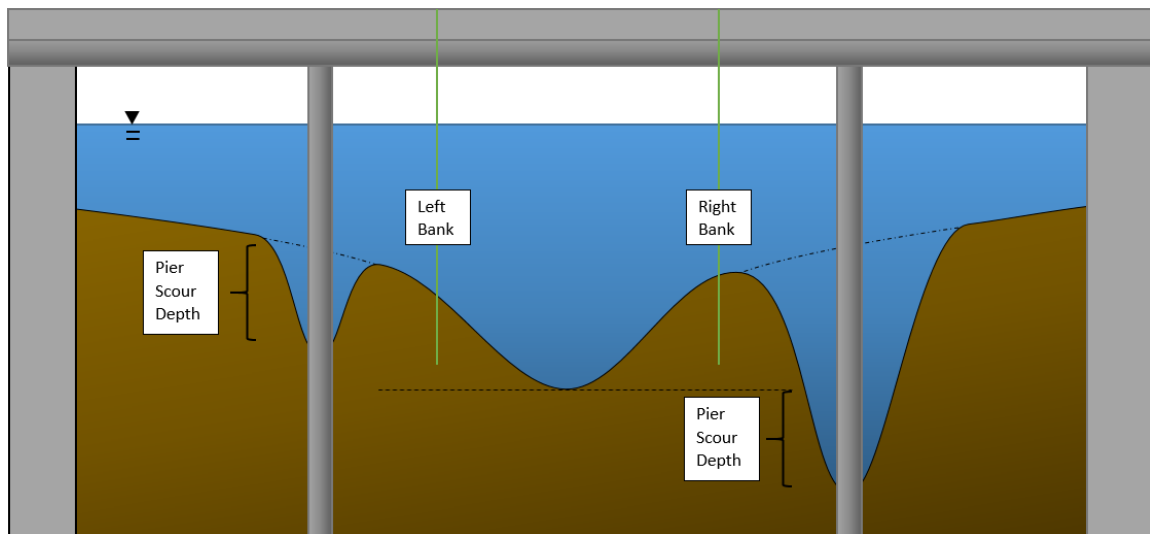 Left
Bank
Right
Bank
Pier
Scour
Depth
Pier
Scour
Depth